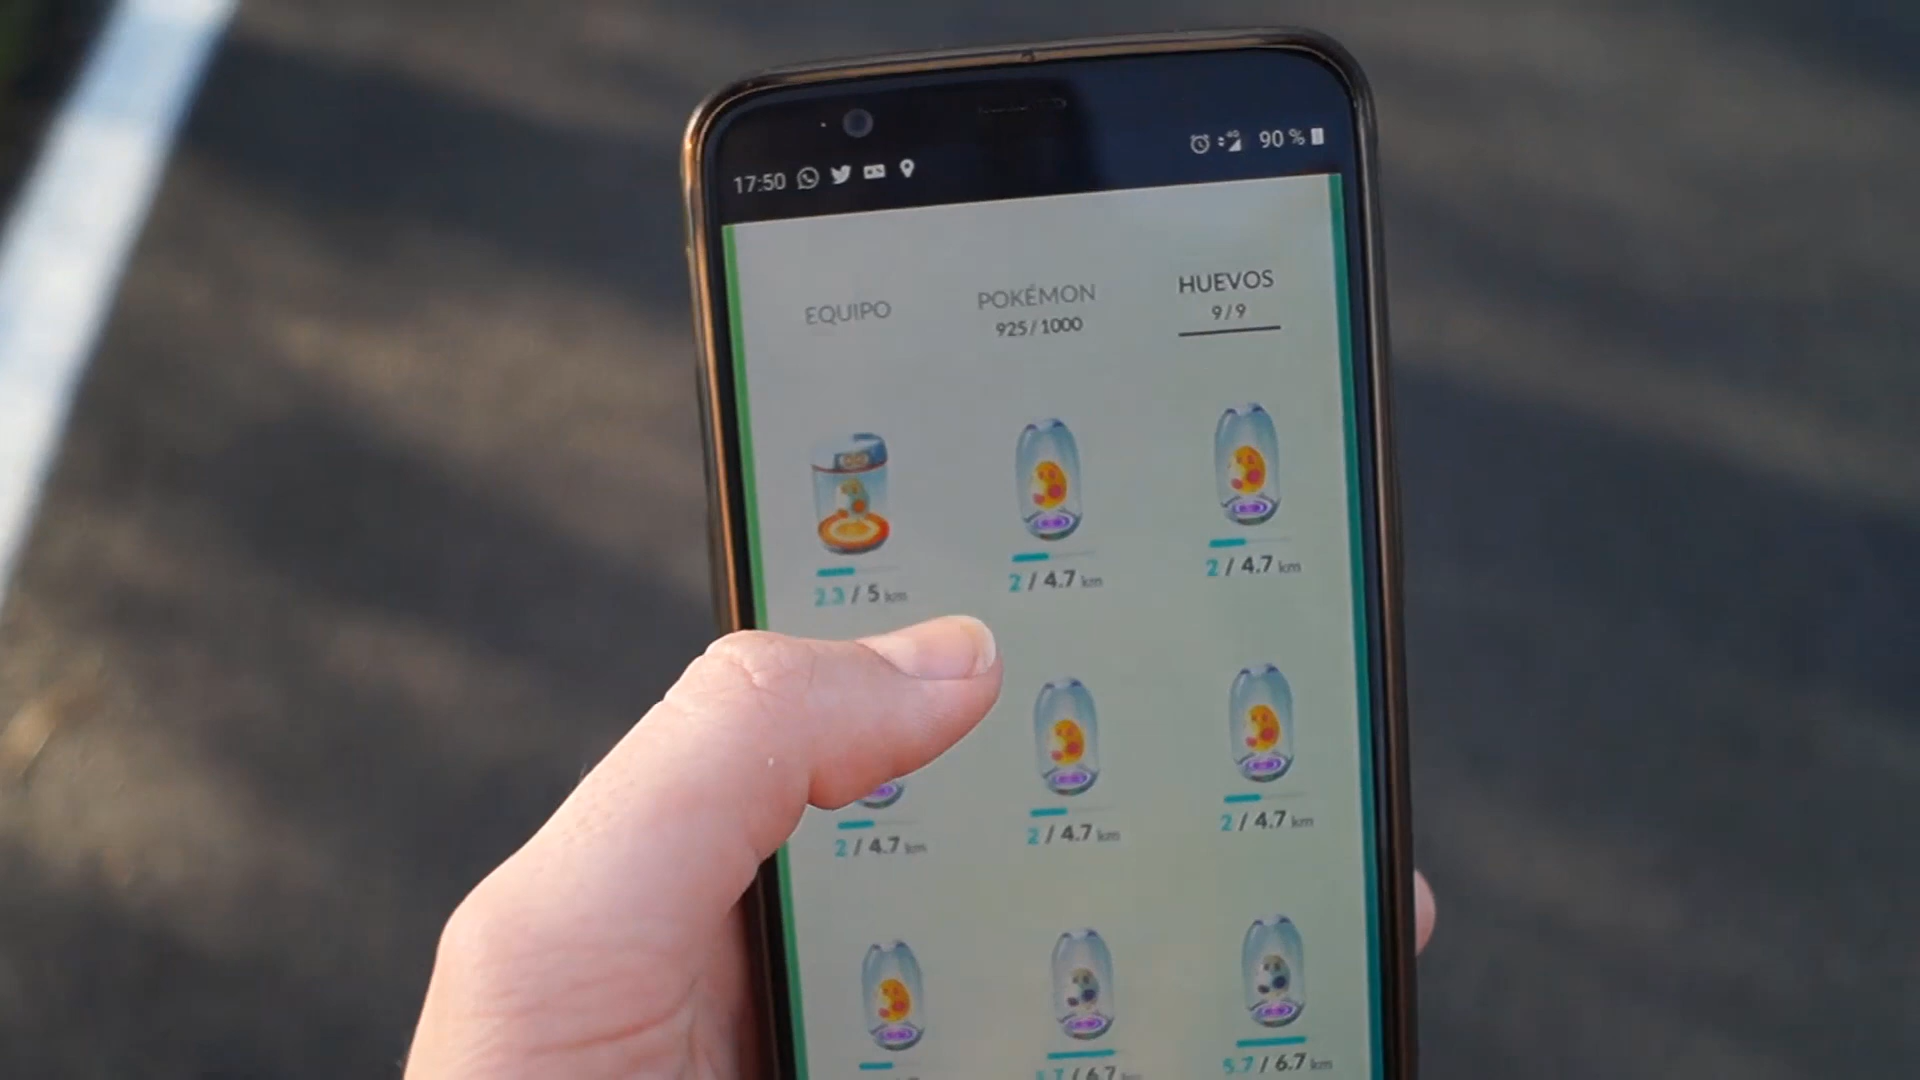 17:50
90 %
EQUIPO
POKÉMON
925/1000
HUEVOS
9/9
2.3 / 5 km
2 / 4.7 km
2 / 4.7 km
2 / 4.7 km
2 / 4.7 km
2 / 4.7 km
5.7 / 6.7 km